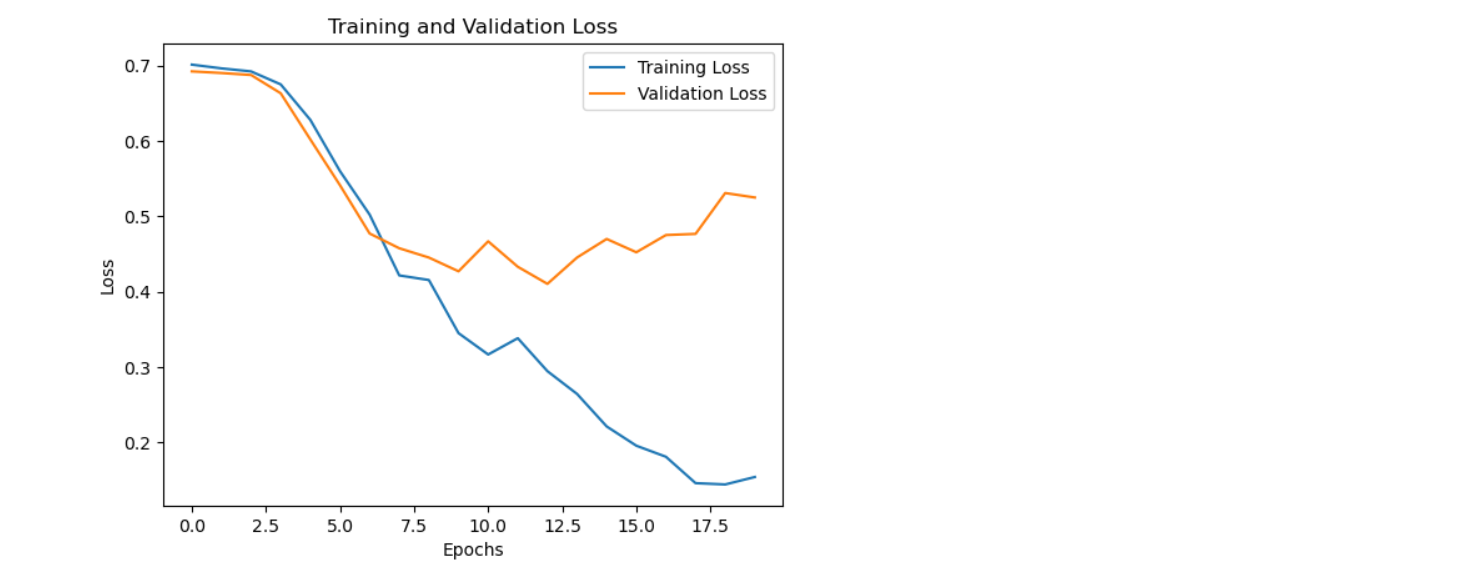 Training and Validation Loss
Training Loss
Validation Loss
0.7
0.6
0.5
0.4
0.3
0.2
Loss
0.0 2.5 5.0 7.5 10.0 12.5 15.0 17.5
Epochs